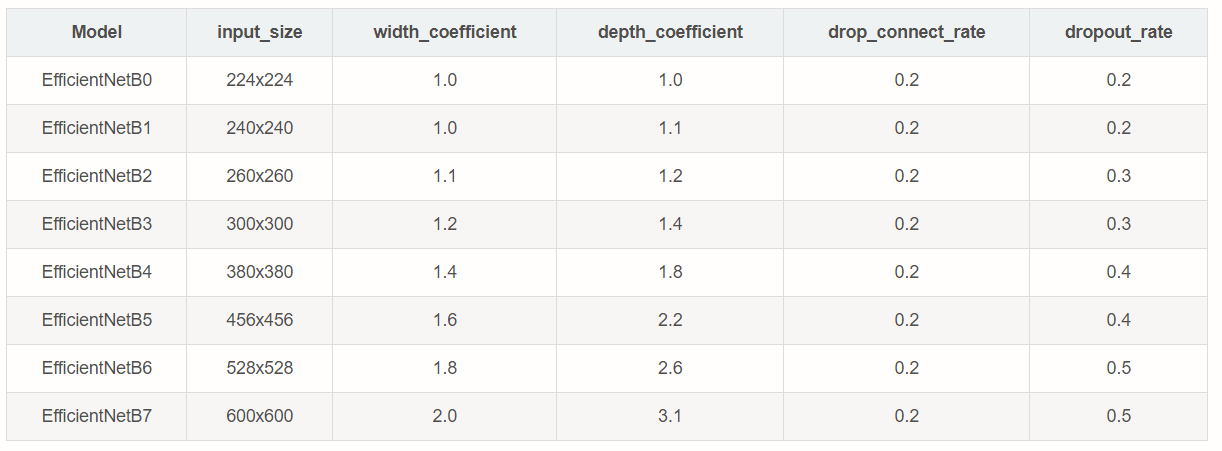 Model input_size width_coefficient depth_coefficient drop_connect_rate dropout_rate
EfficientNetB0 224x224 1.0 1.0 0.2 0.2
EfficientNetB1 240x240 1.0 1.1 0.2 0.2
EfficientNetB2 260x260 1.1 1.2 0.2 0.3
EfficientNetB3 300x300 1.2 1.4 0.2 0.3
EfficientNetB4 380x380 1.4 1.8 0.2 0.4
EfficientNetB5 456x456 1.6 2.2 0.2 0.4
EfficientNetB6 528x528 1.8 2.6 0.2 0.5
EfficientNetB7 600x600 2.0 3.1 0.2 0.5